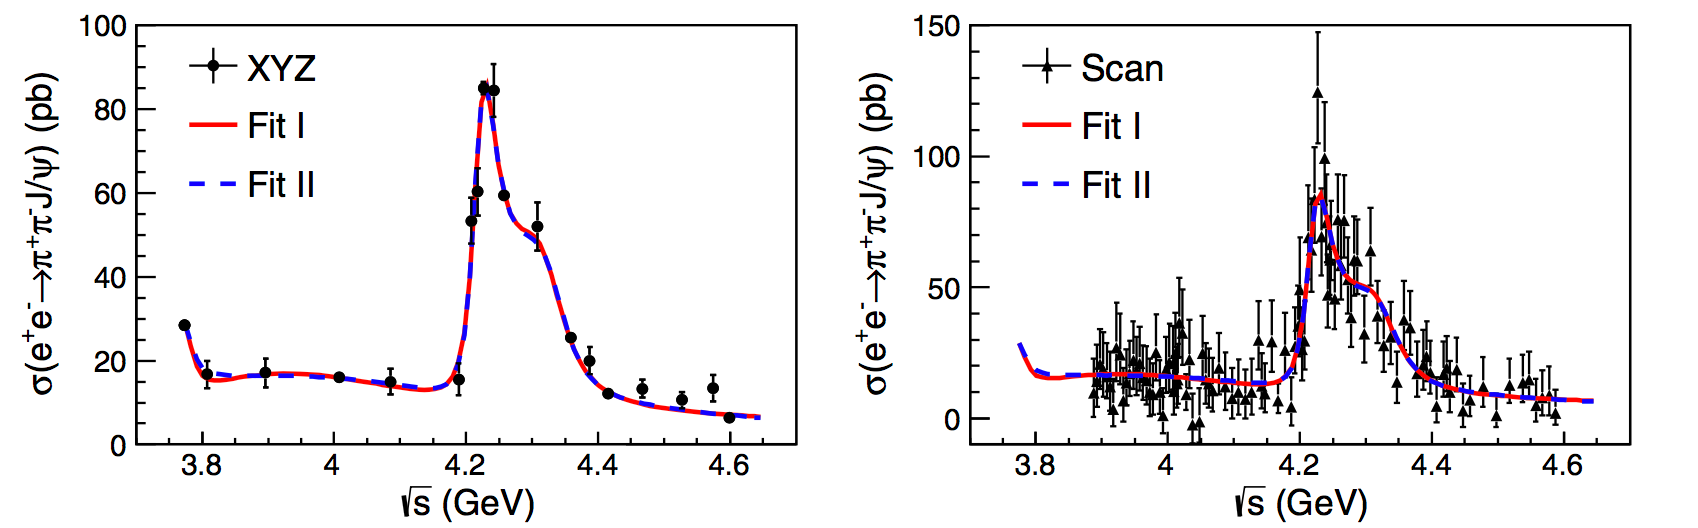 σ(e⁺e⁻→π⁺π⁻J/ψ) (pb)
100
80
60
40
20
0
XYZ
Fit I
Fit II
3.8
4
4.2
4.4
4.6
√s (GeV)
σ(e⁺e⁻→π⁺π⁻J/ψ) (pb)
150
100
50
0
Scan
Fit I
Fit II
3.8
4
4.2
4.4
4.6
√s (GeV)